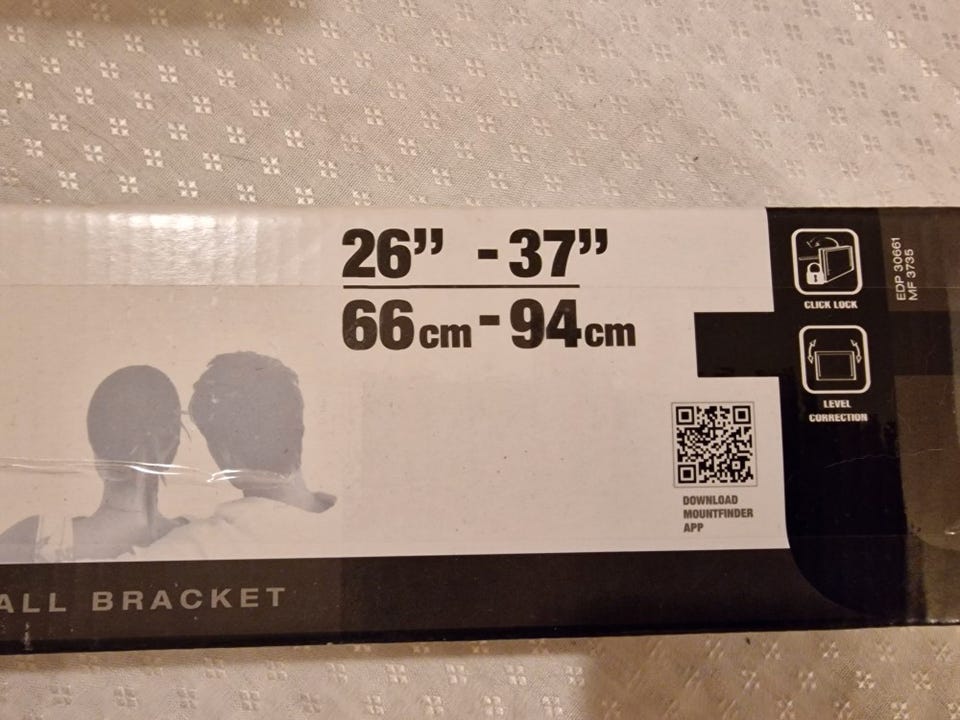 26” - 37”
66cm - 94cm
CLICK LOCK
EDP 30661
MF 3735
LEVEL
CORRECTION
DOWNLOAD
MOUNTFINDER
APP
ALL BRACKET